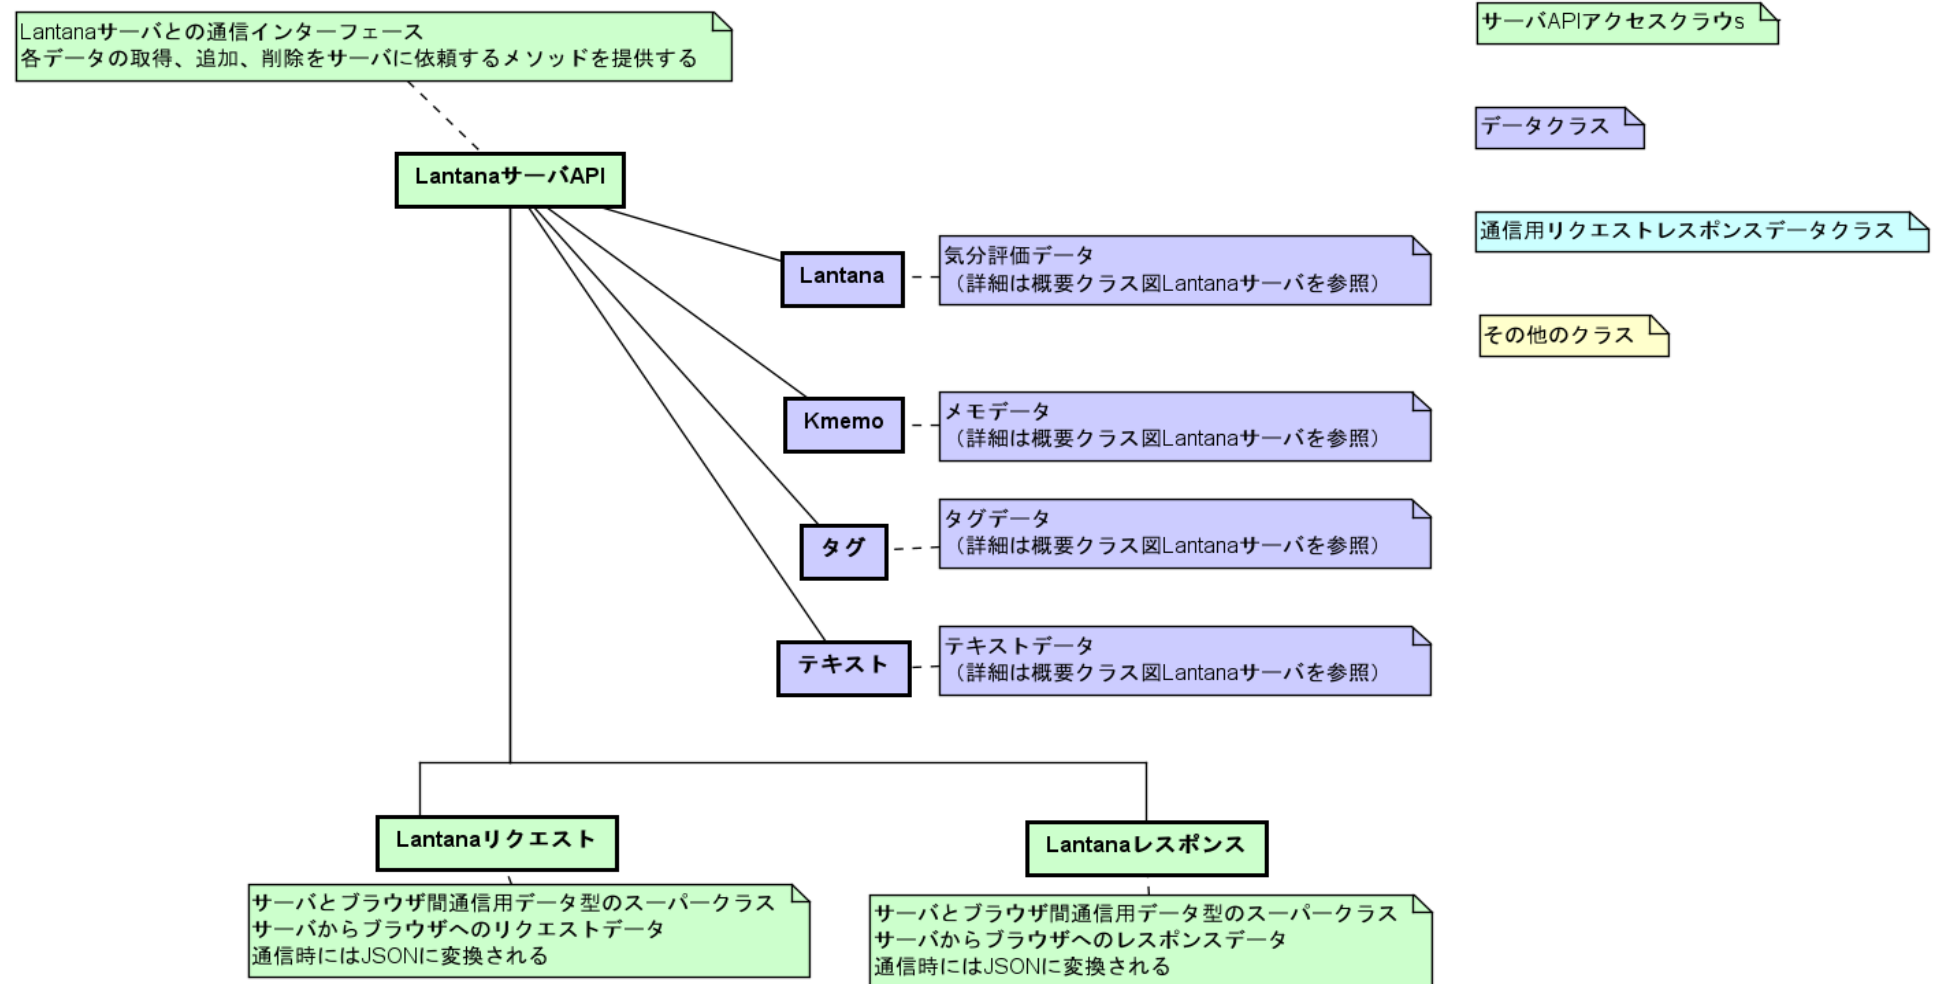 Lantanaサーバとの通信インターフェース
各データの取得、追加、削除をサーバに依頼するメソッドを提供する
サーバAPIアクセスクラウs
データクラス
通信用リクエストレスポンスデータクラス
その他のクラス
LantanaサーバAPI
Lantana
気分評価データ
（詳細は概要クラス図Lantanaサーバを参照）
Kmemo
メモデータ
（詳細は概要クラス図Lantanaサーバを参照）
タグ
タグデータ
（詳細は概要クラス図Lantanaサーバを参照）
テキスト
テキストデータ
（詳細は概要クラス図Lantanaサーバを参照）
Lantanaリクエスト
サーバとブラウザ間通信用データ型のスーパークラス
サーバからブラウザへのリクエストデータ
通信時にはJSONに変換される
Lantanaレスポンス
サーバとブラウザ間通信用データ型のスーパークラス
サーバからブラウザへのレスポンスデータ
通信時にはJSONに変換される